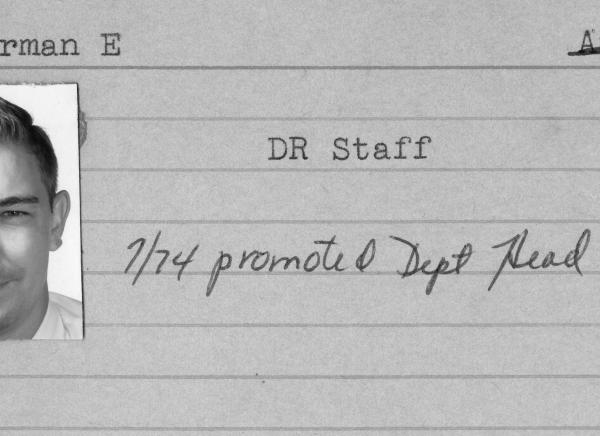 rman E A
DR Staff
7/74 promoted Dept Head